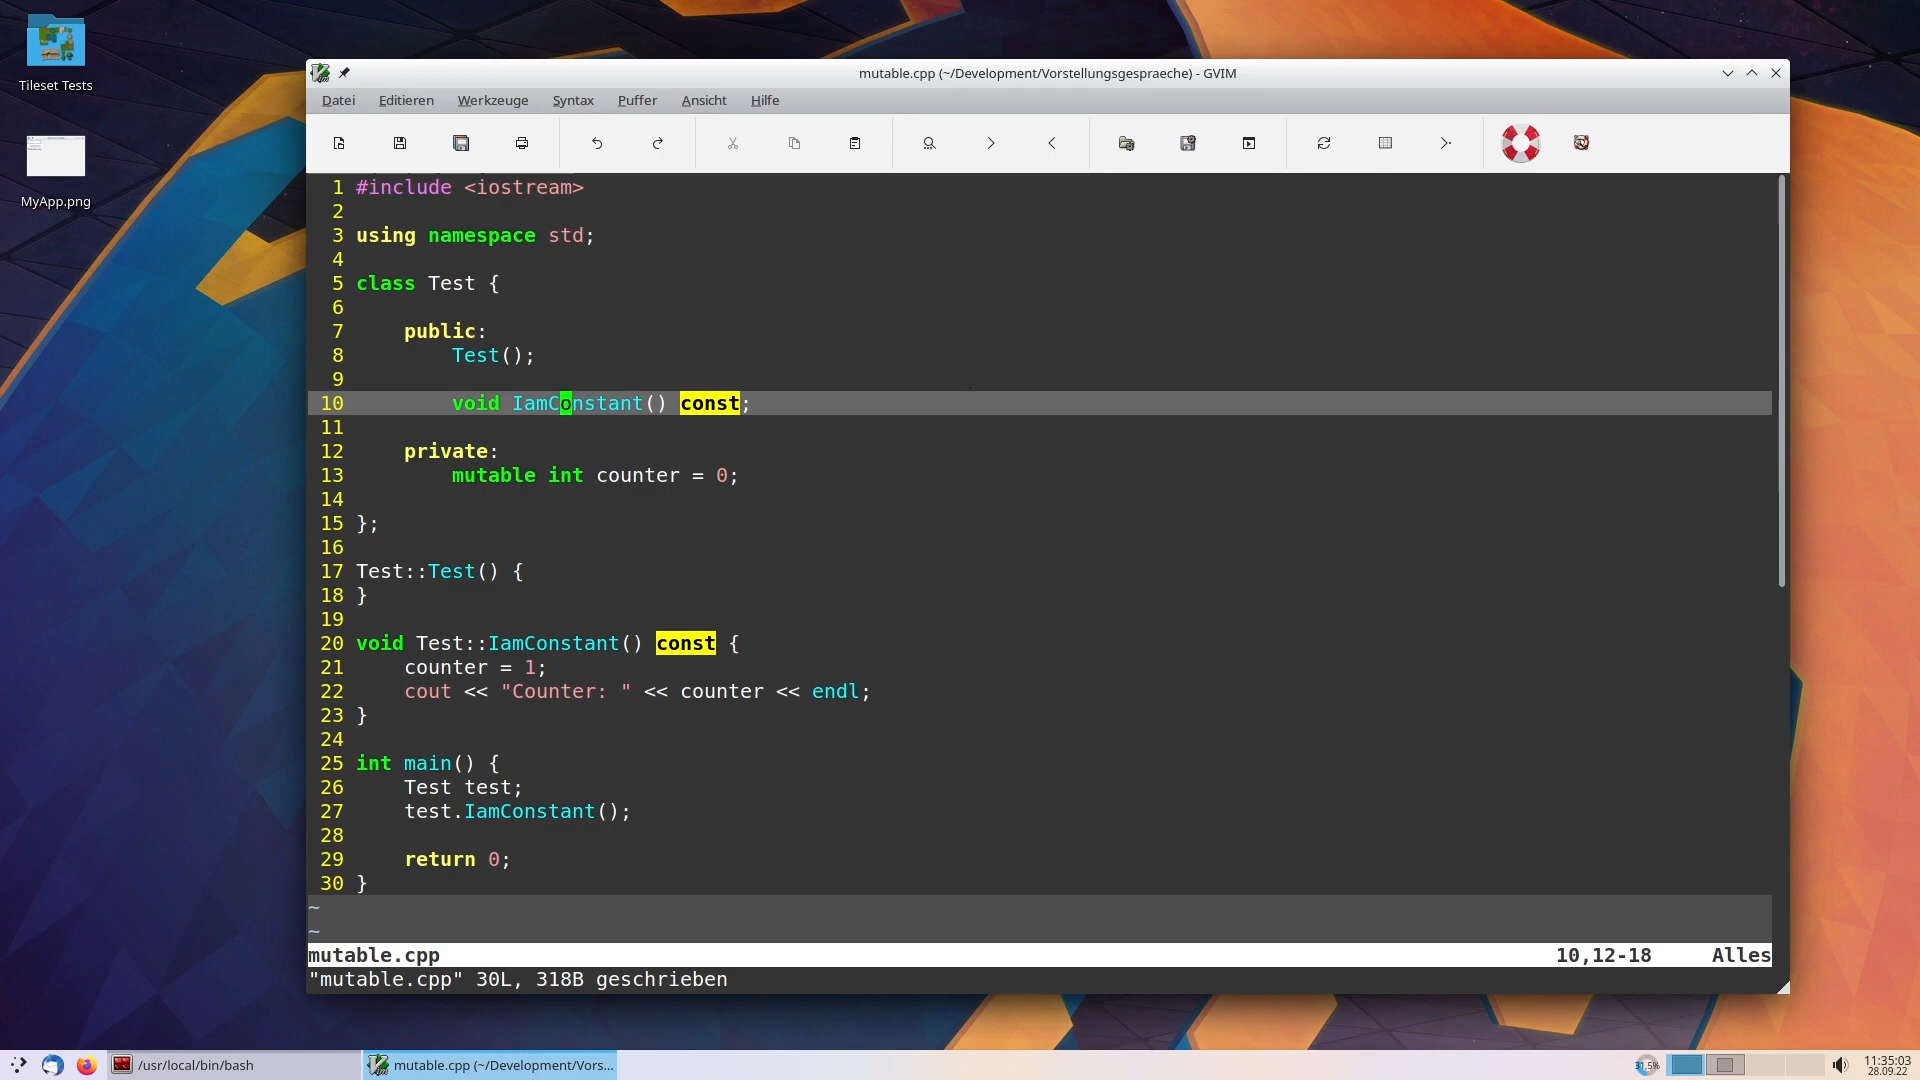 Tileset Tests
MyApp.png
mutable.cpp (~/Development/Vorstellungsgespraeche) - GVIM
Datei Editieren Werkzeuge Syntax Puffer Ansicht Hilfe
1 #include <iostream>
2
3 using namespace std;
4
5 class Test {
6
7     public:
8         Test();
9
10         void IamConstant() const;
11
12     private:
13         mutable int counter = 0;
14
15 };
16
17 Test::Test() {
18 }
19
20 void Test::IamConstant() const {
21     counter = 1;
22     cout << "Counter: " << counter << endl;
23 }
24
25 int main() {
26     Test test;
27     test.IamConstant();
28
29     return 0;
30 }
~
~
mutable.cpp 10,12-18 Alles
"mutable.cpp" 30L, 318B geschrieben
/usr/local/bin/bash
mutable.cpp (~/Development/Vors...
31,5%
11:35:03
28.09.22